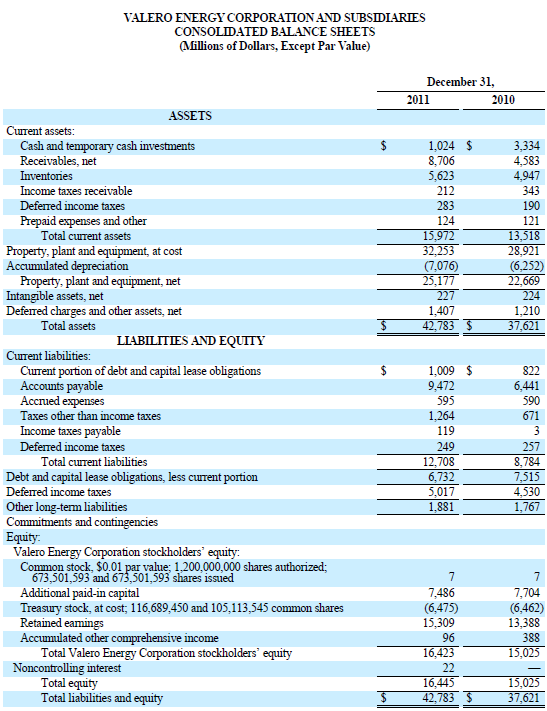 VALERO ENERGY CORPORATION AND SUBSIDIARIES
CONSOLIDATED BALANCE SHEETS
(Millions of Dollars, Except Par Value)
December 31,
2011 2010
ASSETS
Current assets:
Cash and temporary cash investments $ 1,024 $ 3,334
Receivables, net 8,706 4,583
Inventories 5,623 4,947
Income taxes receivable 212 343
Deferred income taxes 283 190
Prepaid expenses and other 124 121
Total current assets 15,972 13,518
Property, plant and equipment, at cost 32,253 28,921
Accumulated depreciation (7,076) (6,252)
Property, plant and equipment, net 25,177 22,669
Intangible assets, net 227 224
Deferred charges and other assets, net 1,407 1,210
Total assets $ 42,783 $ 37,621
LIABILITIES AND EQUITY
Current liabilities:
Current portion of debt and capital lease obligations $ 1,009 $ 822
Accounts payable 9,472 6,441
Accrued expenses 595 590
Taxes other than income taxes 1,264 671
Income taxes payable 119 3
Deferred income taxes 249 257
Total current liabilities 12,708 8,784
Debt and capital lease obligations, less current portion 6,732 7,515
Deferred income taxes 5,017 4,530
Other long-term liabilities 1,881 1,767
Commitments and contingencies
Equity:
Valero Energy Corporation stockholders' equity:
Common stock, $0.01 par value; 1,200,000,000 shares authorized;
673,501,593 and 673,501,593 shares issued 7 7
Additional paid-in capital 7,486 7,704
Treasury stock, at cost; 116,689,450 and 105,113,545 common shares (6,475) (6,462)
Retained earnings 15,309 13,388
Accumulated other comprehensive income 96 388
Total Valero Energy Corporation stockholders' equity 16,423 15,025
Noncontrolling interest 22 —
Total equity 16,445 15,025
Total liabilities and equity $ 42,783 $ 37,621